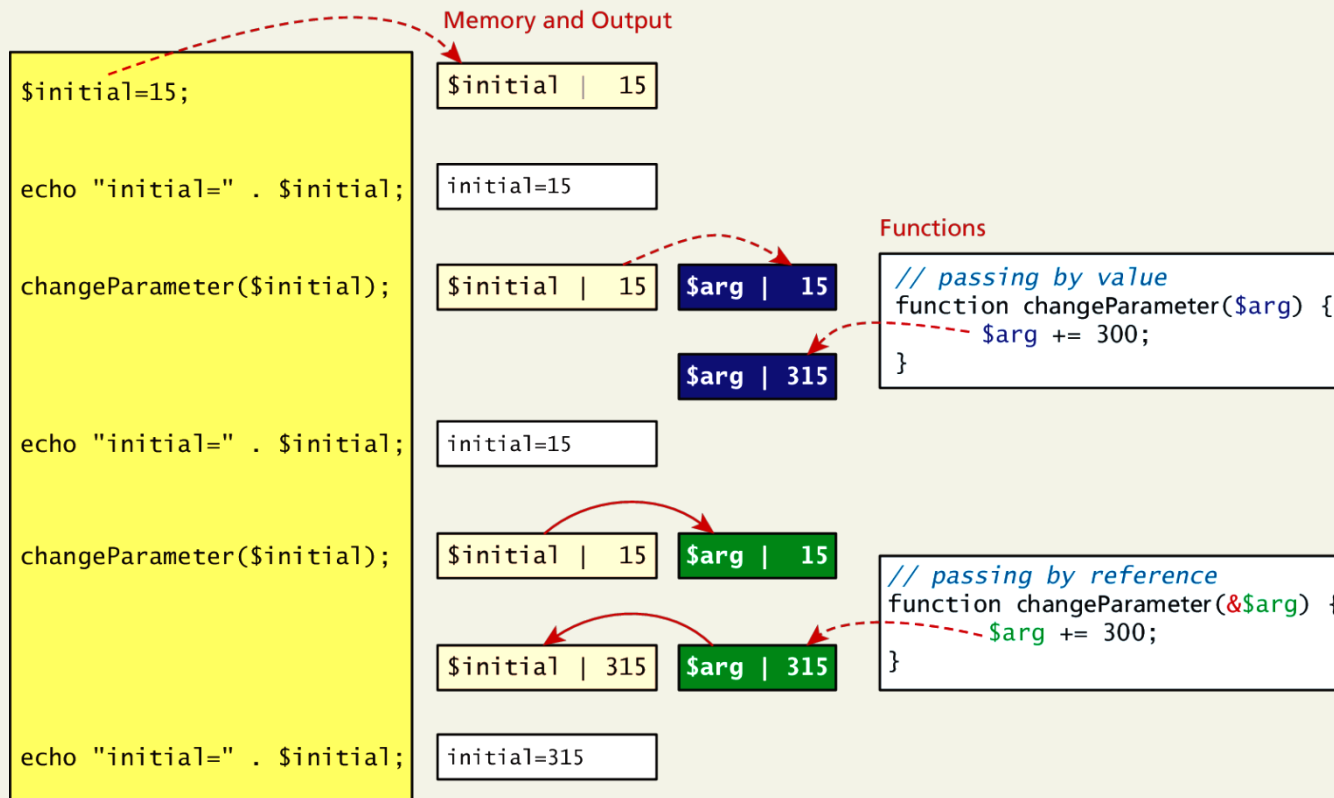 Memory and Output
$initial=15;
$initial | 15
echo "initial=" . $initial;
initial=15
Functions
changeParameter($initial);
$initial | 15
$arg | 15
// passing by value
function changeParameter($arg) {
$arg += 300;
}
$arg | 315
echo "initial=" . $initial;
initial=15
changeParameter($initial);
$initial | 15
$arg | 15
// passing by reference
function changeParameter(&$arg) {
$arg += 300;
}
$initial | 315
$arg | 315
echo "initial=" . $initial;
initial=315